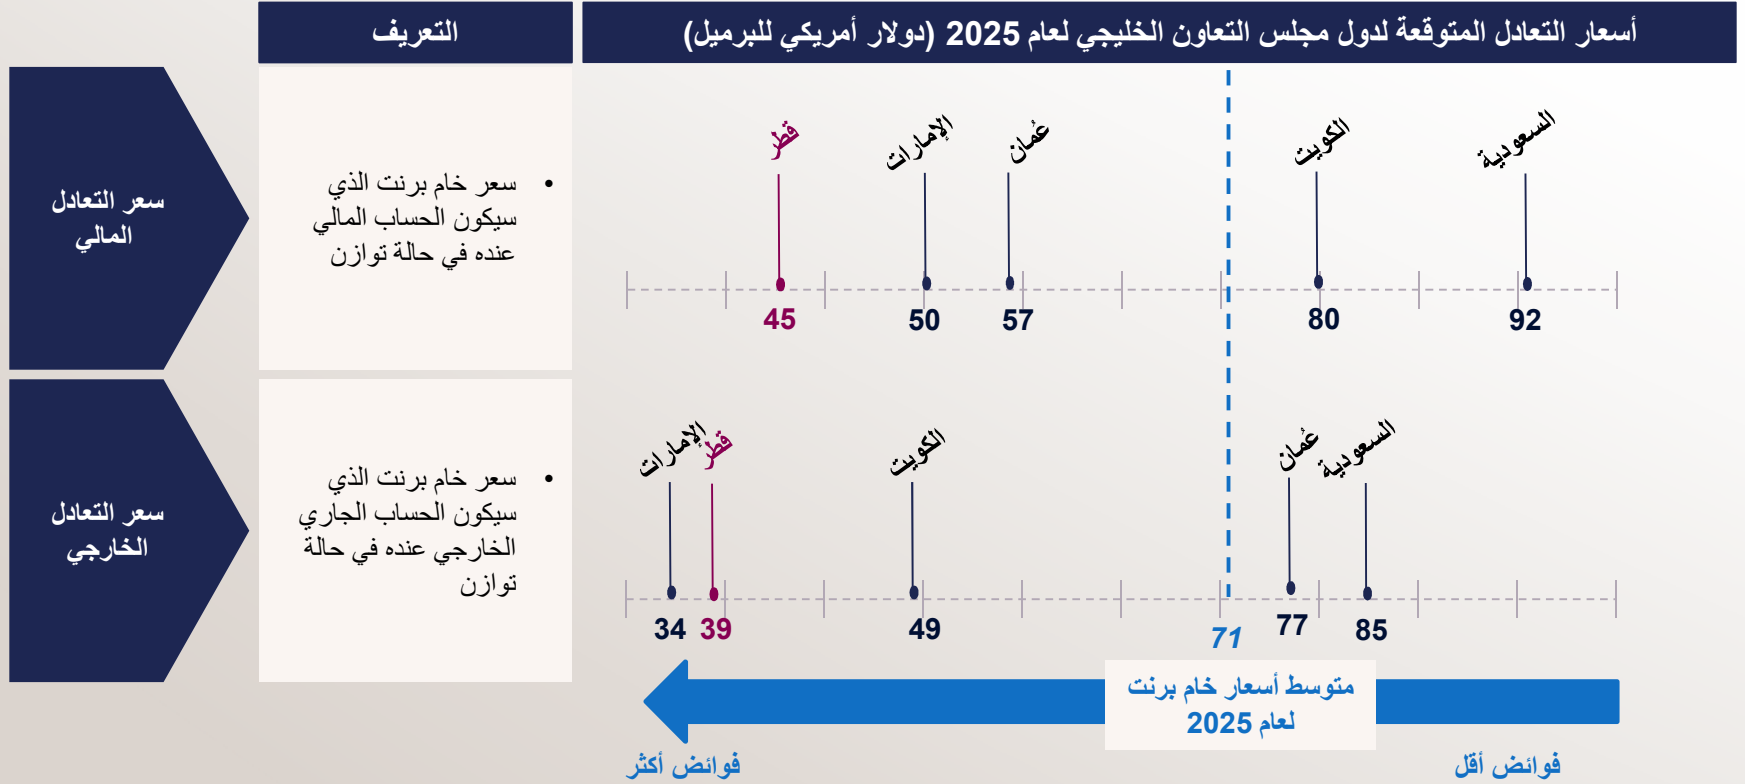 أسعار التعادل المتوقعة لدول مجلس التعاون الخليجي لعام 2025 (دولار أمريكي للبرميل)
التعريف
سعر التعادل
المالي
• سعر خام برنت الذي
سيكون الحساب المالي
عنده في حالة توازن
السعودية
الكويت
عُمان
الإمارات
قطر
92
80
57
50
45
سعر التعادل
الخارجي
• سعر خام برنت الذي
سيكون الحساب الجاري
الخارجي عنده في حالة
توازن
السعودية
عُمان
الكويت
قطر
الإمارات
85
77
71
49
39
34
متوسط أسعار خام برنت
لعام 2025
فوائض أقل
فوائض أكثر